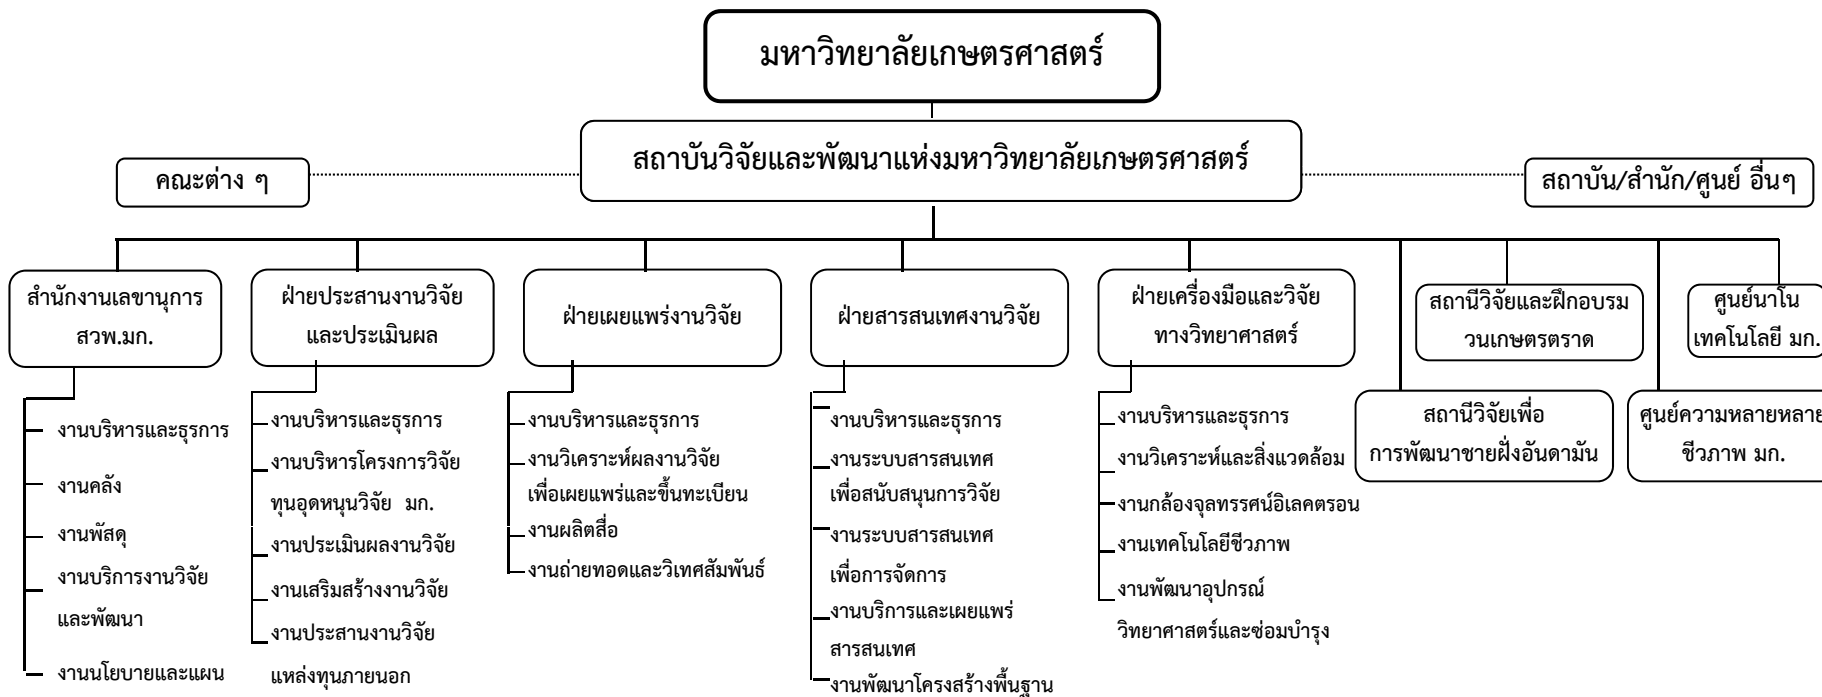 มหาวิทยาลัยเกษตรศาสตร์
สถาบันวิจัยและพัฒนาแห่งมหาวิทยาลัยเกษตรศาสตร์
คณะต่าง ๆ
สถาบัน/สำนัก/ศูนย์ อื่นๆ
สำนักงานเลขานุการ
สวพ.มก.
งานบริหารและธุรการ
งานคลัง
งานพัสดุ
งานบริการงานวิจัย
และพัฒนา
งานนโยบายและแผน
ฝ่ายประสานงานวิจัย
และประเมินผล
งานบริหารและธุรการ
งานบริหารโครงการวิจัย
ทุนอุดหนุนวิจัย มก.
งานประเมินผลงานวิจัย
งานเสริมสร้างงานวิจัย
งานประสานงานวิจัย
แหล่งทุนภายนอก
ฝ่ายเผยแพร่งานวิจัย
งานบริหารและธุรการ
งานวิเคราะห์ผลงานวิจัย
เพื่อเผยแพร่และขึ้นทะเบียน
งานผลิตสื่อ
งานถ่ายทอดและวิเทศสัมพันธ์
ฝ่ายสารสนเทศงานวิจัย
งานบริหารและธุรการ
งานระบบสารสนเทศ
เพื่อสนับสนุนการวิจัย
งานระบบสารสนเทศ
เพื่อการจัดการ
งานบริการและเผยแพร่
สารสนเทศ
งานพัฒนาโครงสร้างพื้นฐาน
ฝ่ายเครื่องมือและวิจัย
ทางวิทยาศาสตร์
งานบริหารและธุรการ
งานวิเคราะห์และสิ่งแวดล้อม
งานกล้องจุลทรรศน์อิเลคตรอน
งานเทคโนโลยีชีวภาพ
งานพัฒนาอุปกรณ์
วิทยาศาสตร์และซ่อมบำรุง
สถานีวิจัยและฝึกอบรม
วนเกษตรตราด
สถานีวิจัยเพื่อ
การพัฒนาชายฝั่งอันดามัน
ศูนย์นาโน
เทคโนโลยี มก.
ศูนย์ความหลายหลาย
ชีวภาพ มก.